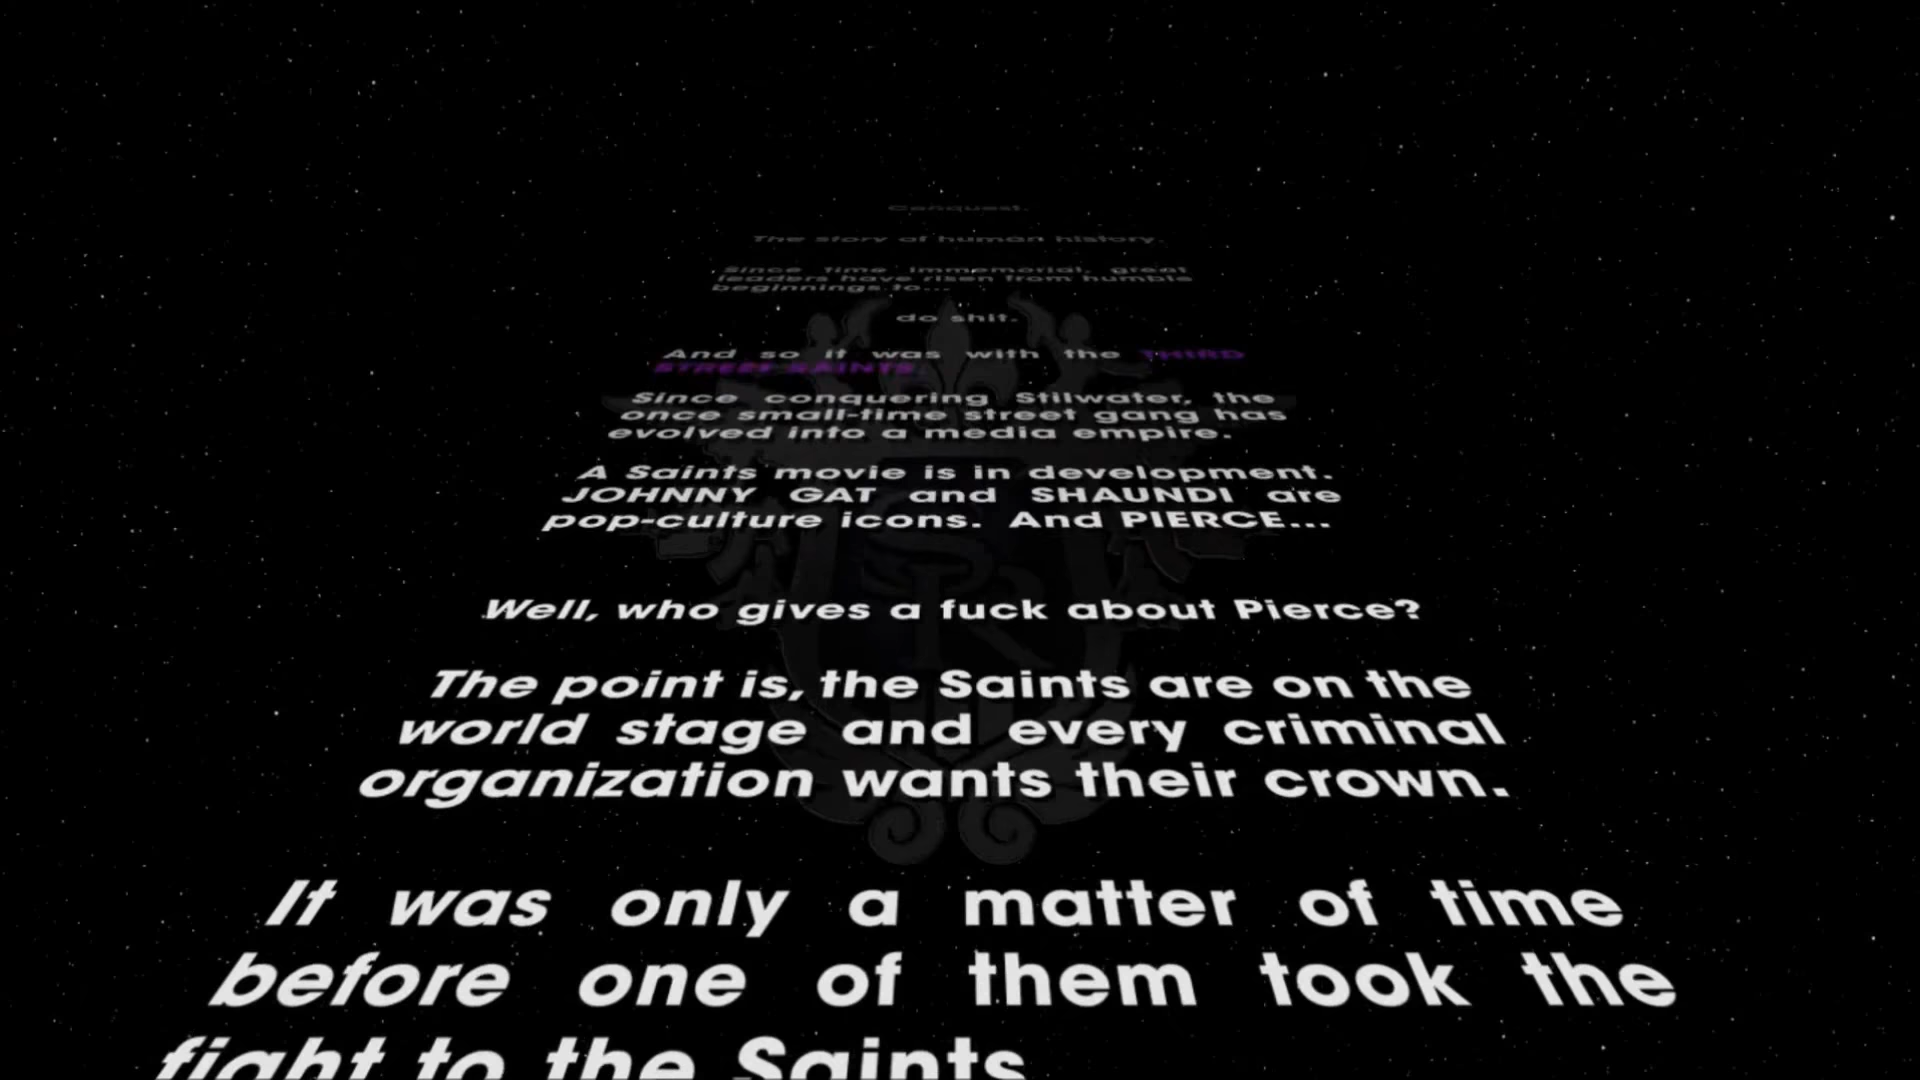 Conquest.
The story of human history.
Since time immemorial, great
leaders have risen from humble
beginnings to...
do shit.
And so it was with the THIRD
STREET SAINTS.
Since conquering Stilwater, the
once small-time street gang has
evolved into a media empire.
A Saints movie is in development.
JOHNNY GAT and SHAUNDI are
pop-culture icons. And PIERCE...
Well, who gives a fuck about Pierce?
The point is, the Saints are on the
world stage and every criminal
organization wants their crown.
It was only a matter of time
before one of them took the
fight to the Saints